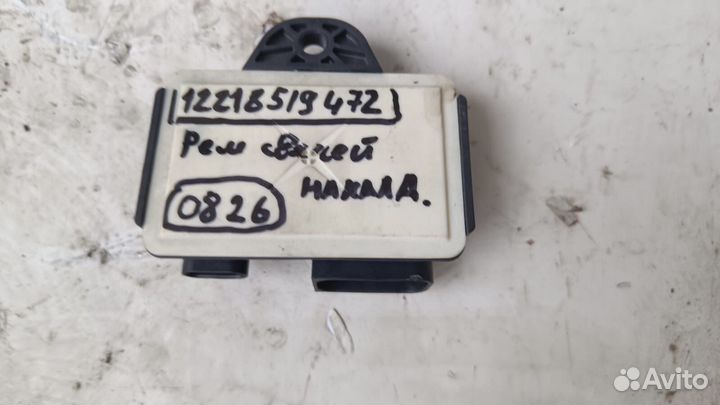 12218519472
Рем свечей
накала.
0826
Avito